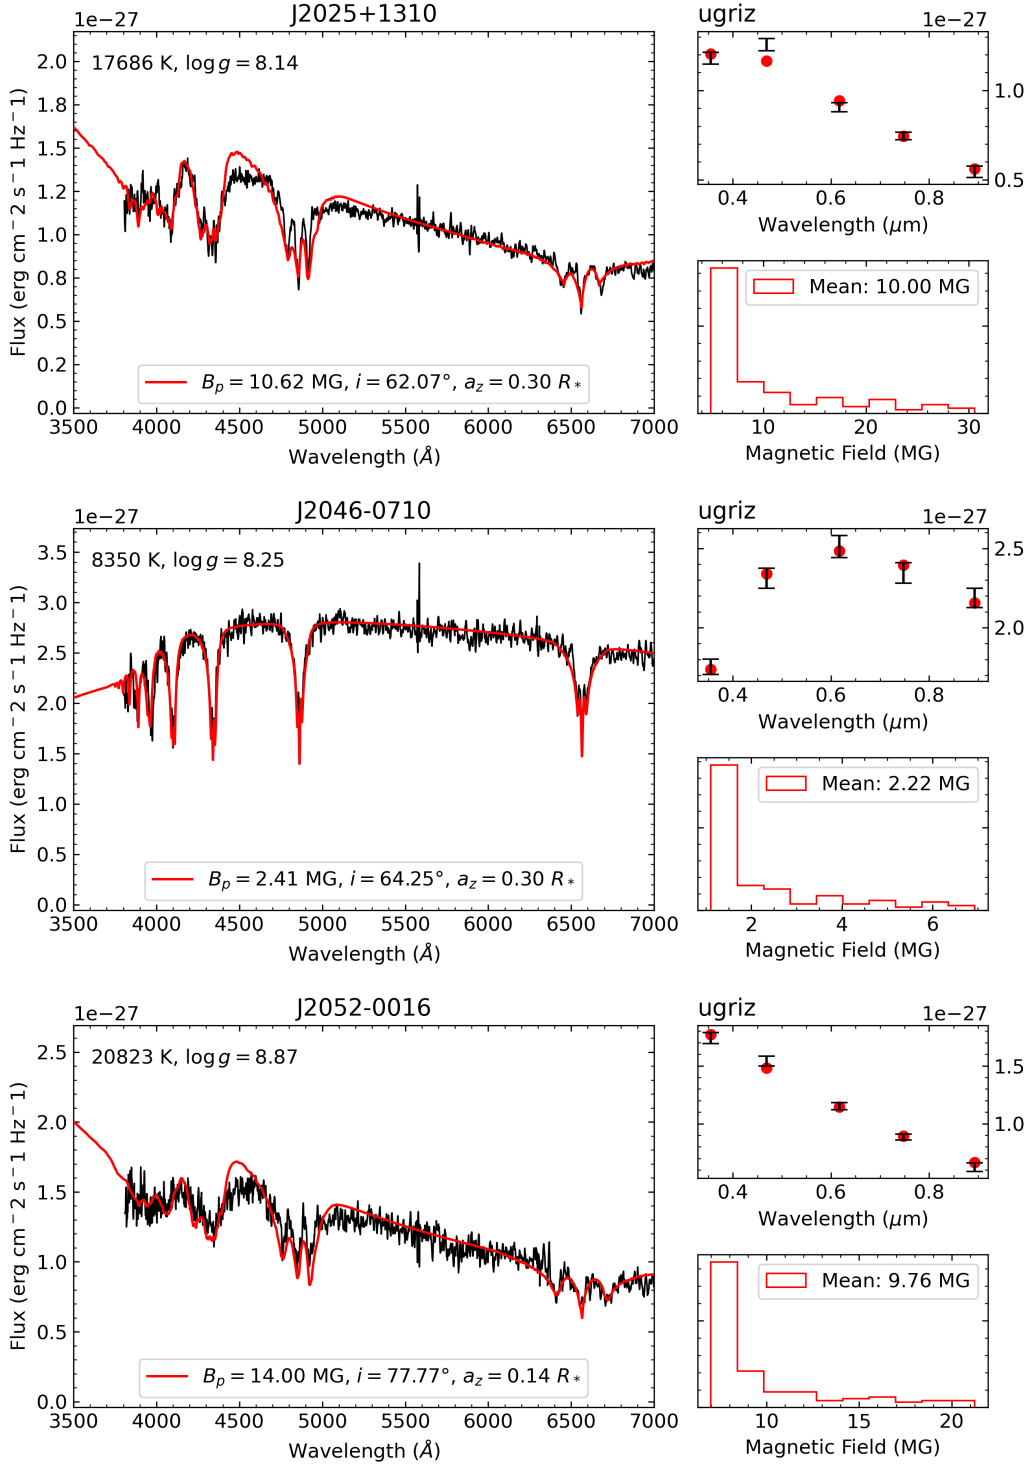 J2025+1310
1e−27
17686 K, log g = 8.14
2.0
1.8
1.5
1.2
1.0
0.8
0.5
0.2
0.0
Flux (erg cm − 2 s − 1 Hz − 1)
B_p = 10.62 MG, i = 62.07°, a_z = 0.30 R_*
3500 4000 4500 5000 5500 6000 6500 7000
Wavelength (Å)
ugriz
1e−27
1.0
0.5
0.4 0.6 0.8
Wavelength (μm)
Mean: 10.00 MG
10 20 30
Magnetic Field (MG)
J2046-0710
1e−27
8350 K, log g = 8.25
3.5
3.0
2.5
2.0
1.5
1.0
0.5
0.0
Flux (erg cm − 2 s − 1 Hz − 1)
B_p = 2.41 MG, i = 64.25°, a_z = 0.30 R_*
3500 4000 4500 5000 5500 6000 6500 7000
Wavelength (Å)
ugriz
1e−27
2.5
2.0
0.4 0.6 0.8
Wavelength (μm)
Mean: 2.22 MG
2 4 6
Magnetic Field (MG)
J2052-0016
1e−27
20823 K, log g = 8.87
2.5
2.0
1.5
1.0
0.5
0.0
Flux (erg cm − 2 s − 1 Hz − 1)
B_p = 14.00 MG, i = 77.77°, a_z = 0.14 R_*
3500 4000 4500 5000 5500 6000 6500 7000
Wavelength (Å)
ugriz
1e−27
1.5
1.0
0.4 0.6 0.8
Wavelength (μm)
Mean: 9.76 MG
10 15 20
Magnetic Field (MG)